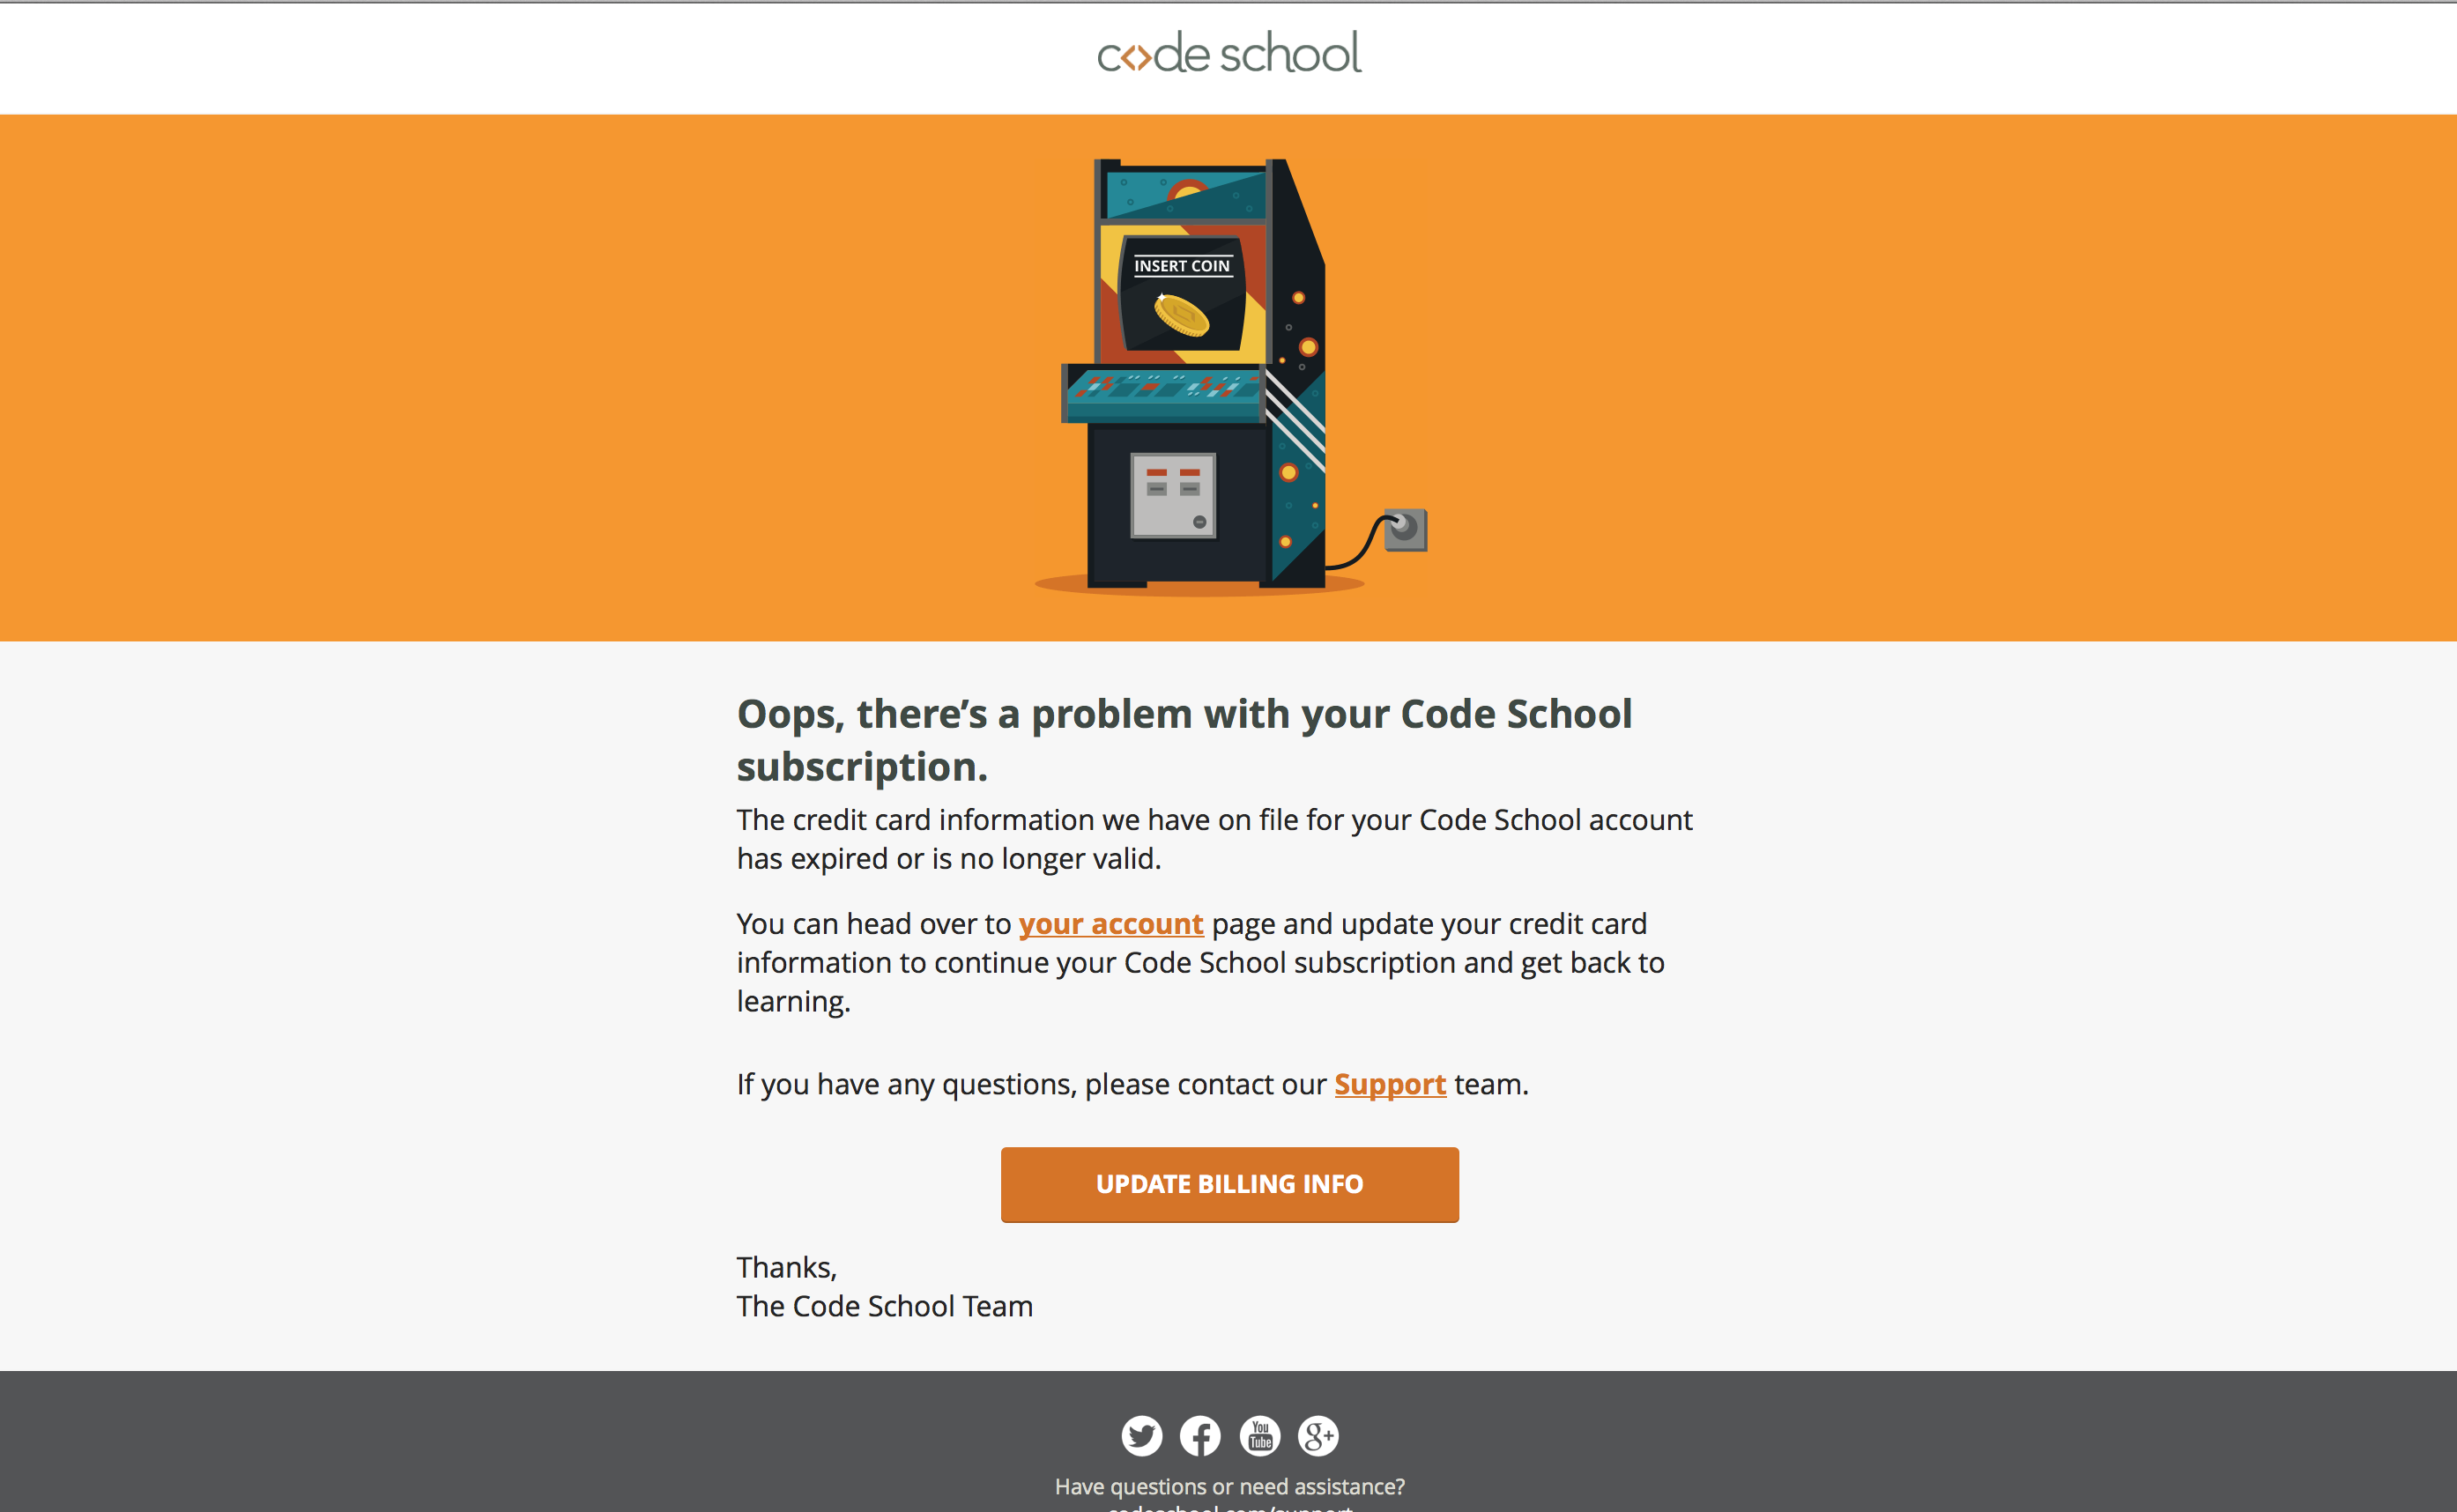 code school
INSERT COIN
Oops, there’s a problem with your Code School
subscription.
The credit card information we have on file for your Code School account
has expired or is no longer valid.
You can head over to your account page and update your credit card
information to continue your Code School subscription and get back to
learning.
If you have any questions, please contact our Support team.
UPDATE BILLING INFO
Thanks,
The Code School Team
You
Tube
g+
Have questions or need assistance?
codeschool.com/support